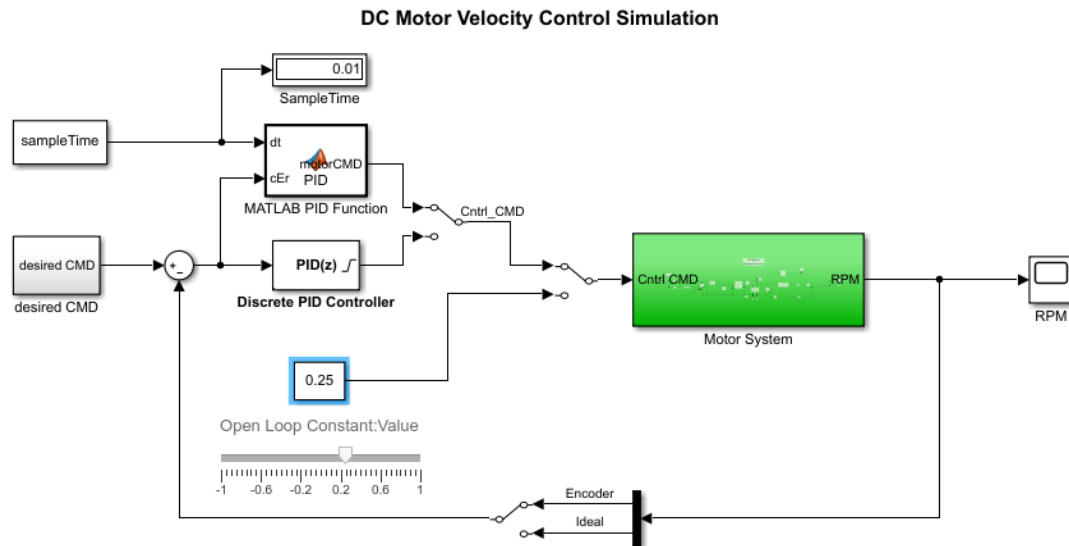 DC Motor Velocity Control Simulation
0.01
SampleTime
sampleTime
dt
motorCMD
PID
cEr
MATLAB PID Function
Cntrl_CMD
desired CMD
desired CMD
+
-
PID(z)
Discrete PID Controller
Cntrl CMD
RPM
Motor System
RPM
0.25
Open Loop Constant:Value
-1 -0.6 -0.2 0.2 0.6 1
Encoder
Ideal